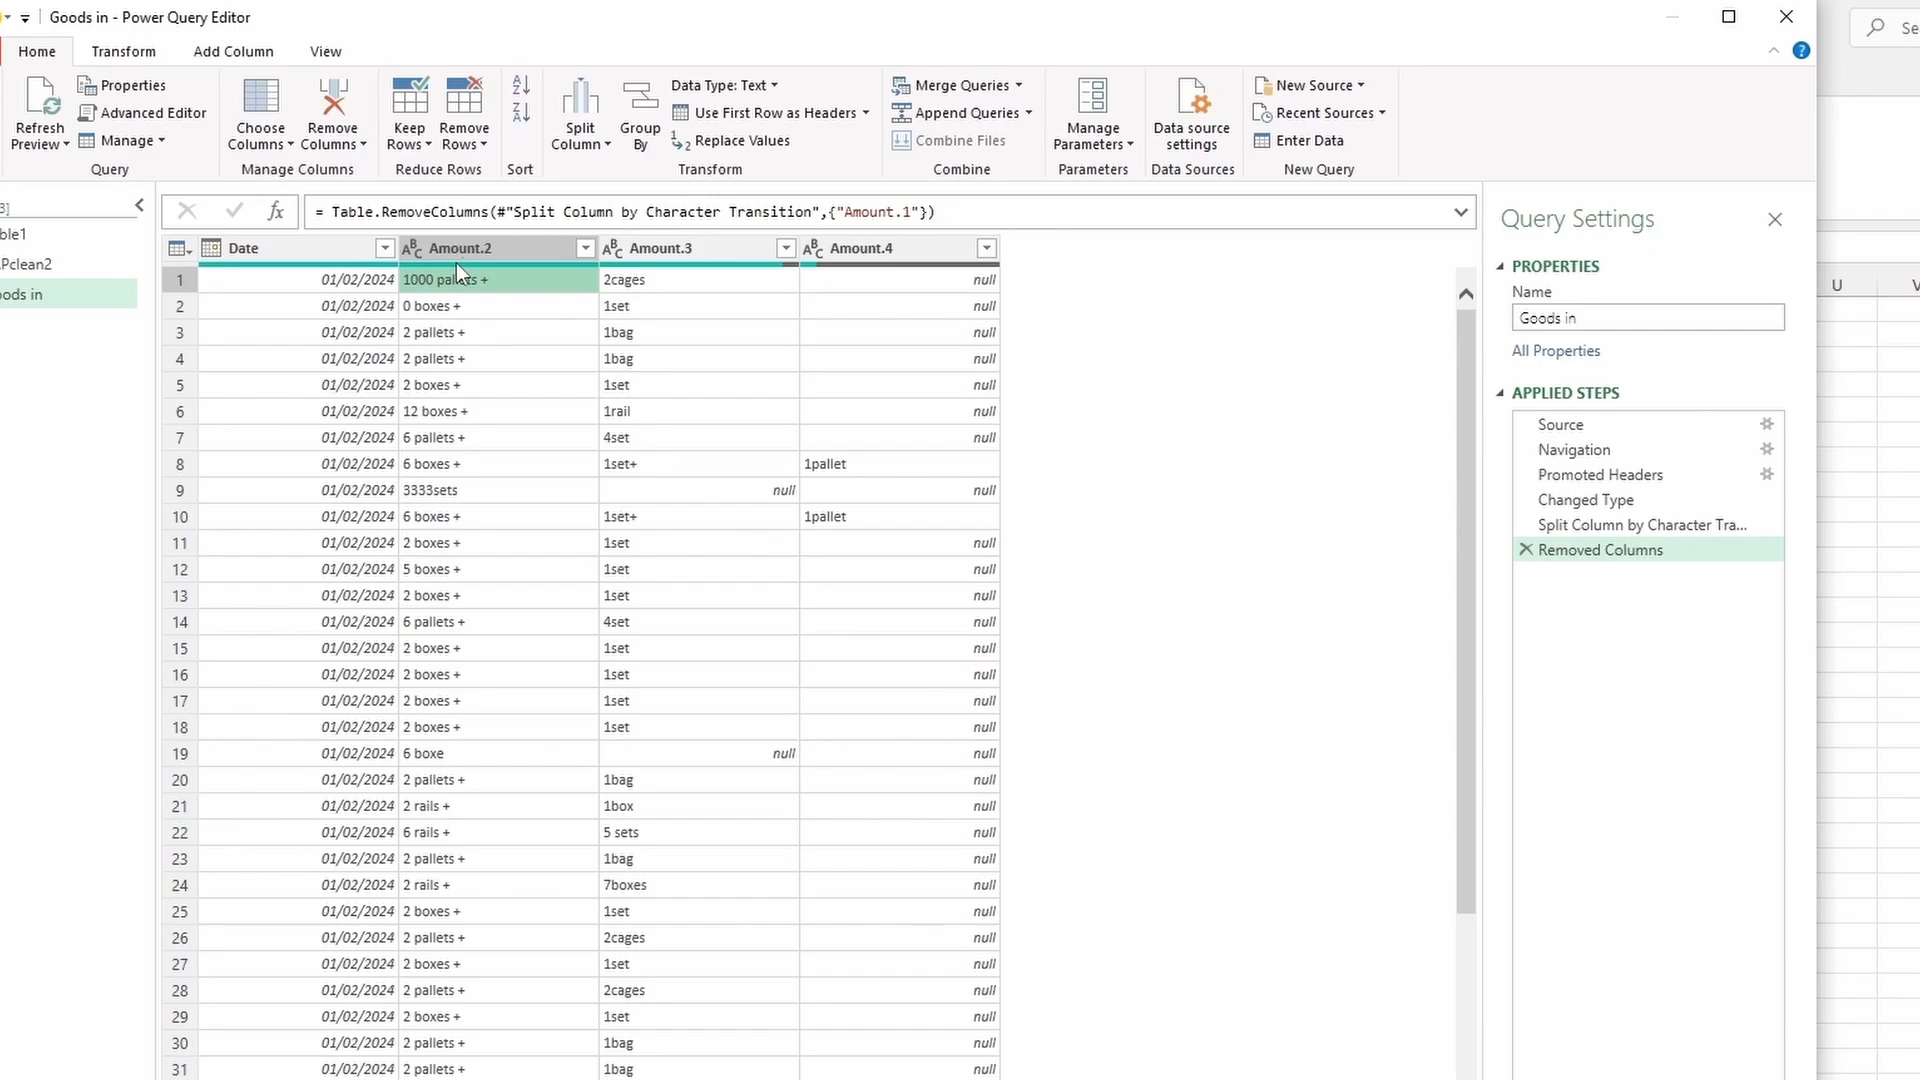 Goods in - Power Query Editor
Se
Home Transform Add Column View
Refresh Preview
Properties
Advanced Editor
Manage
Query
Choose Columns
Remove Columns
Manage Columns
Keep Rows
Remove Rows
Reduce Rows
Sort
Split Column
Group By
Data Type: Text
Use First Row as Headers
Replace Values
Transform
Merge Queries
Append Queries
Combine Files
Combine
Manage Parameters
Parameters
Data source settings
Data Sources
New Source
Recent Sources
Enter Data
New Query
3]
ble1
Pclean2
oods in
fx = Table.RemoveColumns(#"Split Column by Character Transition",{"Amount.1"})
Date Amount.2 Amount.3 Amount.4
1 01/02/2024 1000 pallets + 2cages null
2 01/02/2024 0 boxes + 1set null
3 01/02/2024 2 pallets + 1bag null
4 01/02/2024 2 pallets + 1bag null
5 01/02/2024 2 boxes + 1set null
6 01/02/2024 12 boxes + 1rail null
7 01/02/2024 6 pallets + 4set null
8 01/02/2024 6 boxes + 1set+ 1pallet
9 01/02/2024 3333sets null null
10 01/02/2024 6 boxes + 1set+ 1pallet
11 01/02/2024 2 boxes + 1set null
12 01/02/2024 5 boxes + 1set null
13 01/02/2024 2 boxes + 1set null
14 01/02/2024 6 pallets + 4set null
15 01/02/2024 2 boxes + 1set null
16 01/02/2024 2 boxes + 1set null
17 01/02/2024 2 boxes + 1set null
18 01/02/2024 2 boxes + 1set null
19 01/02/2024 6 boxe null null
20 01/02/2024 2 pallets + 1bag null
21 01/02/2024 2 rails + 1box null
22 01/02/2024 6 rails + 5 sets null
23 01/02/2024 2 pallets + 1bag null
24 01/02/2024 2 rails + 7boxes null
25 01/02/2024 2 boxes + 1set null
26 01/02/2024 2 pallets + 2cages null
27 01/02/2024 2 boxes + 1set null
28 01/02/2024 2 pallets + 2cages null
29 01/02/2024 2 boxes + 1set null
30 01/02/2024 2 pallets + 1bag null
31 01/02/2024 2 pallets + 1bag null
Query Settings
PROPERTIES
Name
Goods in
All Properties
APPLIED STEPS
Source
Navigation
Promoted Headers
Changed Type
Split Column by Character Tra...
Removed Columns
U